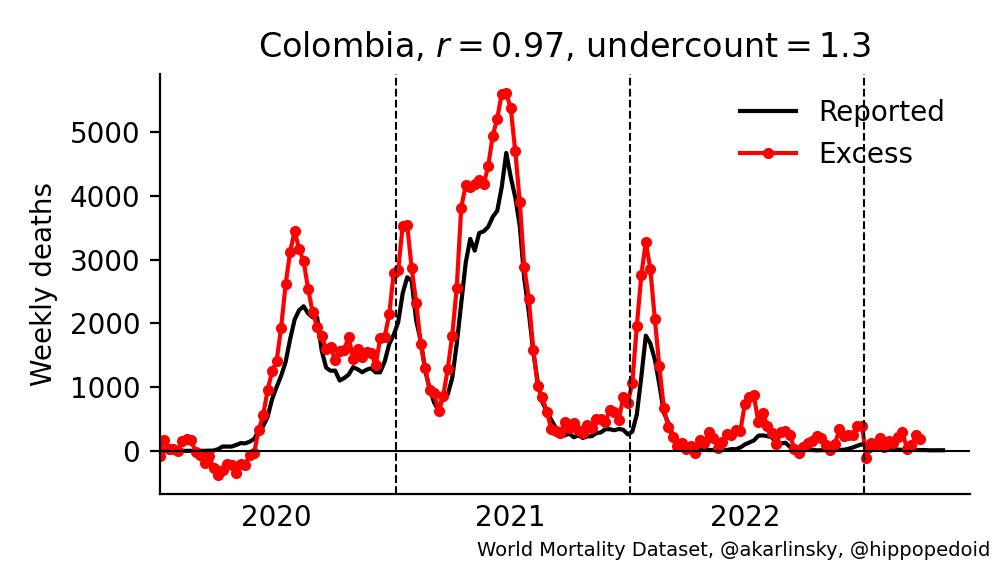 Colombia, r = 0.97, undercount = 1.3
Weekly deaths
5000
4000
3000
2000
1000
0
Reported
Excess
2020 2021 2022
World Mortality Dataset, @akarlinsky, @hippopedoid